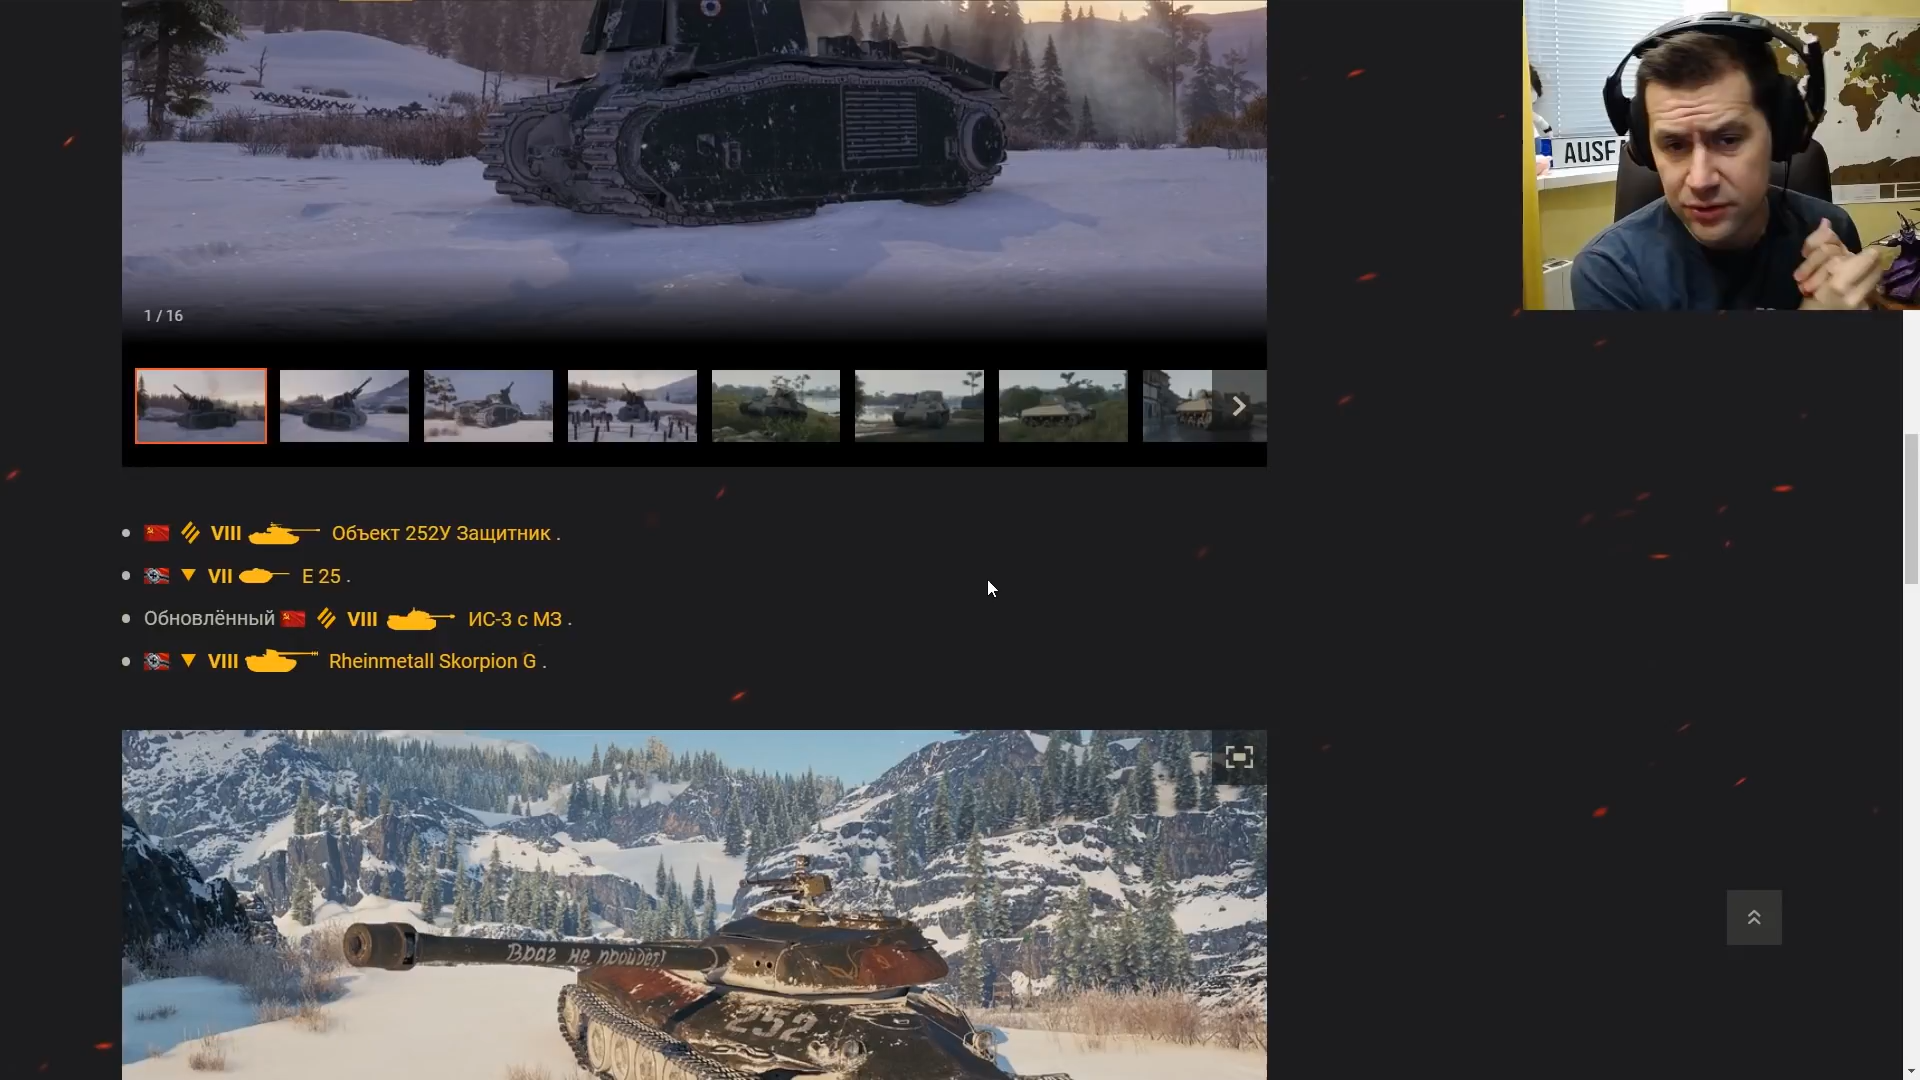 AUSF
1 / 16
VIII Объект 252У Защитник .
VII E 25 .
Обновлённый VIII ИС-3 с МЗ .
VIII Rheinmetall Skorpion G .
Враг не пройдёт!
252